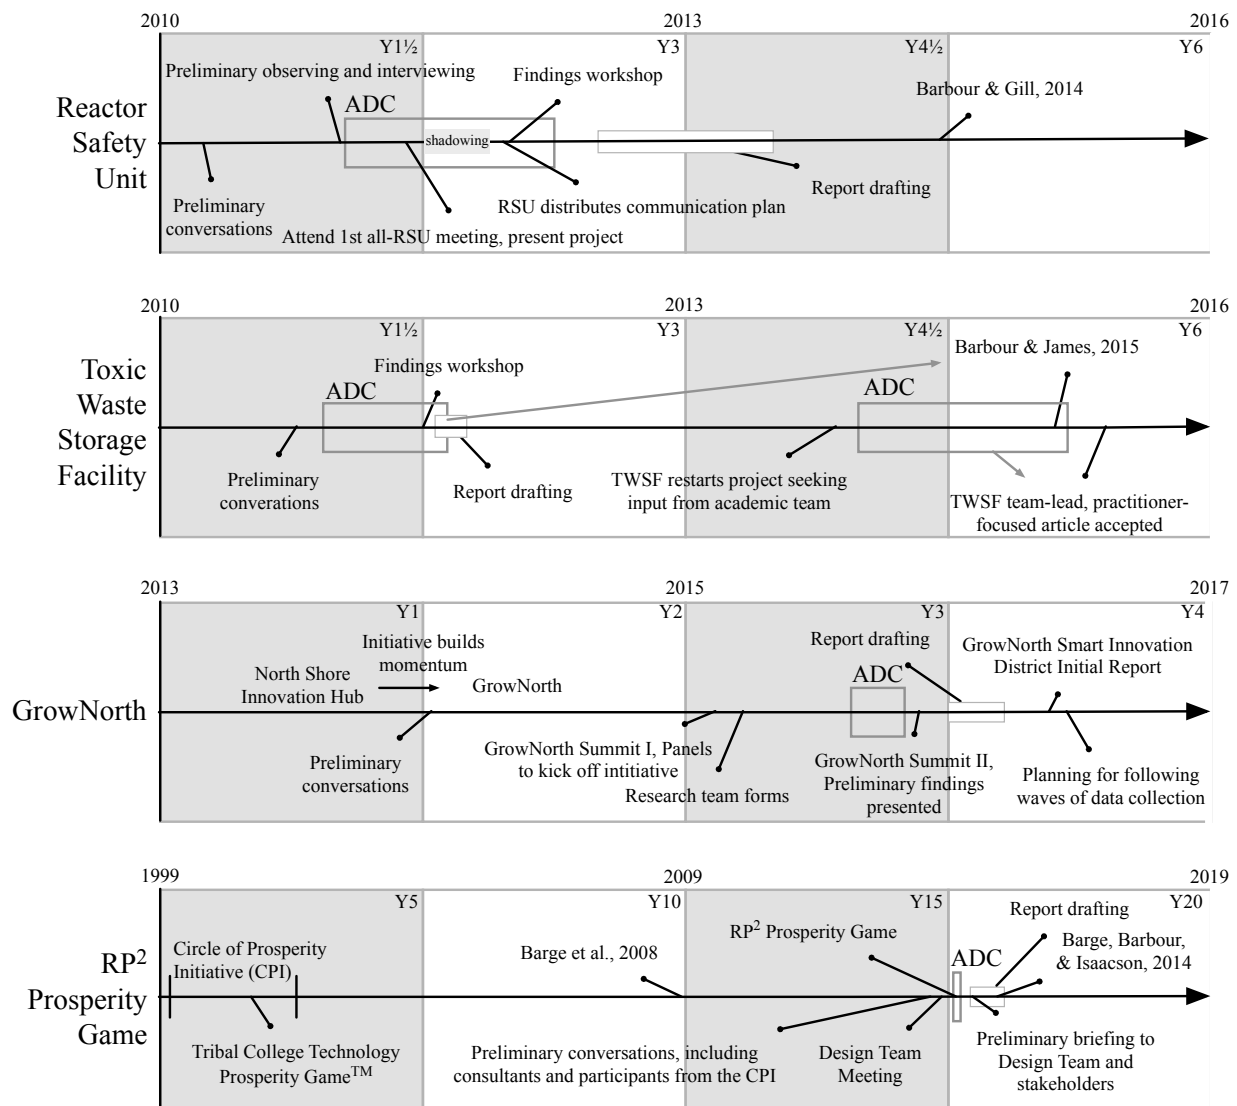 2010
2013
2016
Y1½
Y3
Y4½
Y6
Reactor
Safety
Unit
Preliminary observing and interviewing
ADC
Findings workshop
Barbour & Gill, 2014
shadowing
Preliminary
conversations
RSU distributes communication plan
Report drafting
Attend 1st all-RSU meeting, present project
2010
2013
2016
Y1½
Y3
Y4½
Y6
Toxic
Waste
Storage
Facility
Findings workshop
ADC
Barbour & James, 2015
ADC
Preliminary
converations
Report drafting
TWSF restarts project seeking
input from academic team
TWSF team-lead, practitioner-
focused article accepted
2013
2015
2017
Y1
Y2
Y3
Y4
GrowNorth
Initiative builds
momentum
North Shore
Innovation Hub
GrowNorth
Report drafting
ADC
GrowNorth Smart Innovation
District Initial Report
Preliminary
conversations
GrowNorth Summit I, Panels
to kick off intitiative
Research team forms
GrowNorth Summit II,
Preliminary findings
presented
Planning for following
waves of data collection
1999
2009
2019
Y5
Y10
Y15
Y20
RP²
Prosperity
Game
Circle of Prosperity
Initiative (CPI)
Barge et al., 2008
RP² Prosperity Game
ADC
Report drafting
Barge, Barbour,
& Isaacson, 2014
Tribal College Technology
Prosperity Game™
Preliminary conversations, including
consultants and participants from the CPI
Design Team
Meeting
Preliminary briefing to
Design Team and
stakeholders